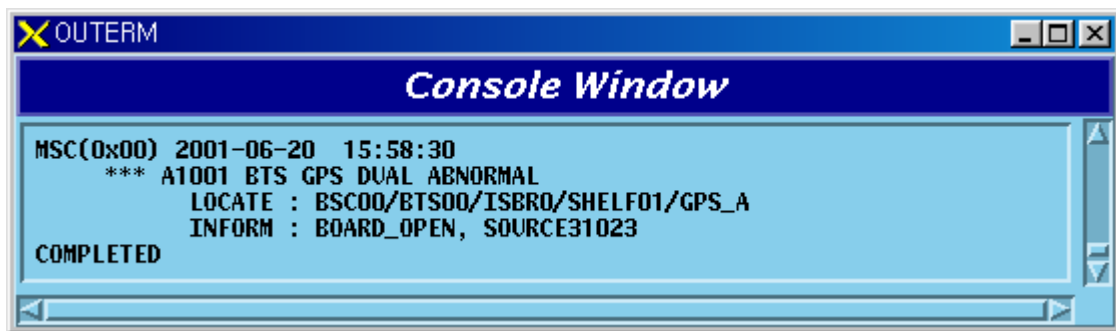 OUTERM
Console Window
MSC(0x00) 2001-06-20 15:58:30
*** A1001 BTS GPS DUAL ABNORMAL
LOCATE : BSC00/BTS00/ISBR0/SHELF01/GPS_A
INFORM : BOARD_OPEN, SOURCE31023
COMPLETED